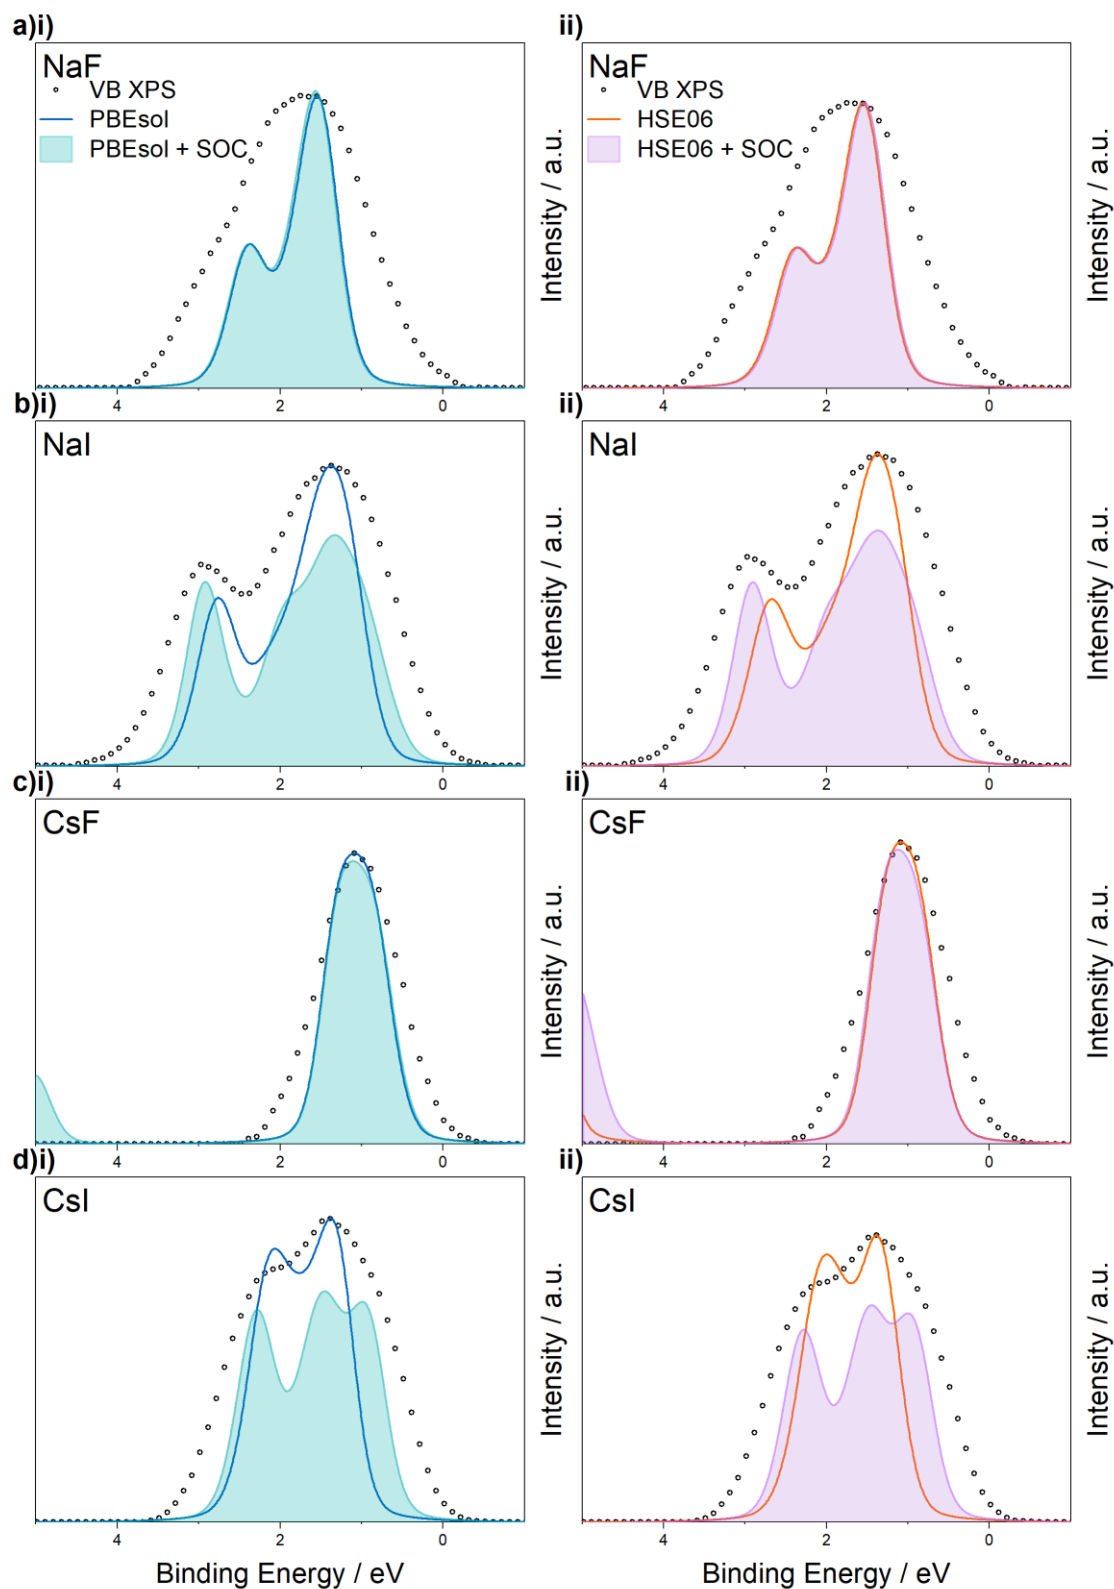 a)i)
NaF
VB XPS
PBEsol
PBEsol + SOC
4 2 0
Intensity / a.u.
ii)
NaF
VB XPS
HSE06
HSE06 + SOC
4 2 0
Intensity / a.u.
b)i)
NaI
4 2 0
Intensity / a.u.
ii)
NaI
4 2 0
Intensity / a.u.
c)i)
CsF
4 2 0
Intensity / a.u.
ii)
CsF
4 2 0
Intensity / a.u.
d)i)
CsI
4 2 0
Intensity / a.u.
Binding Energy / eV
ii)
CsI
4 2 0
Intensity / a.u.
Binding Energy / eV